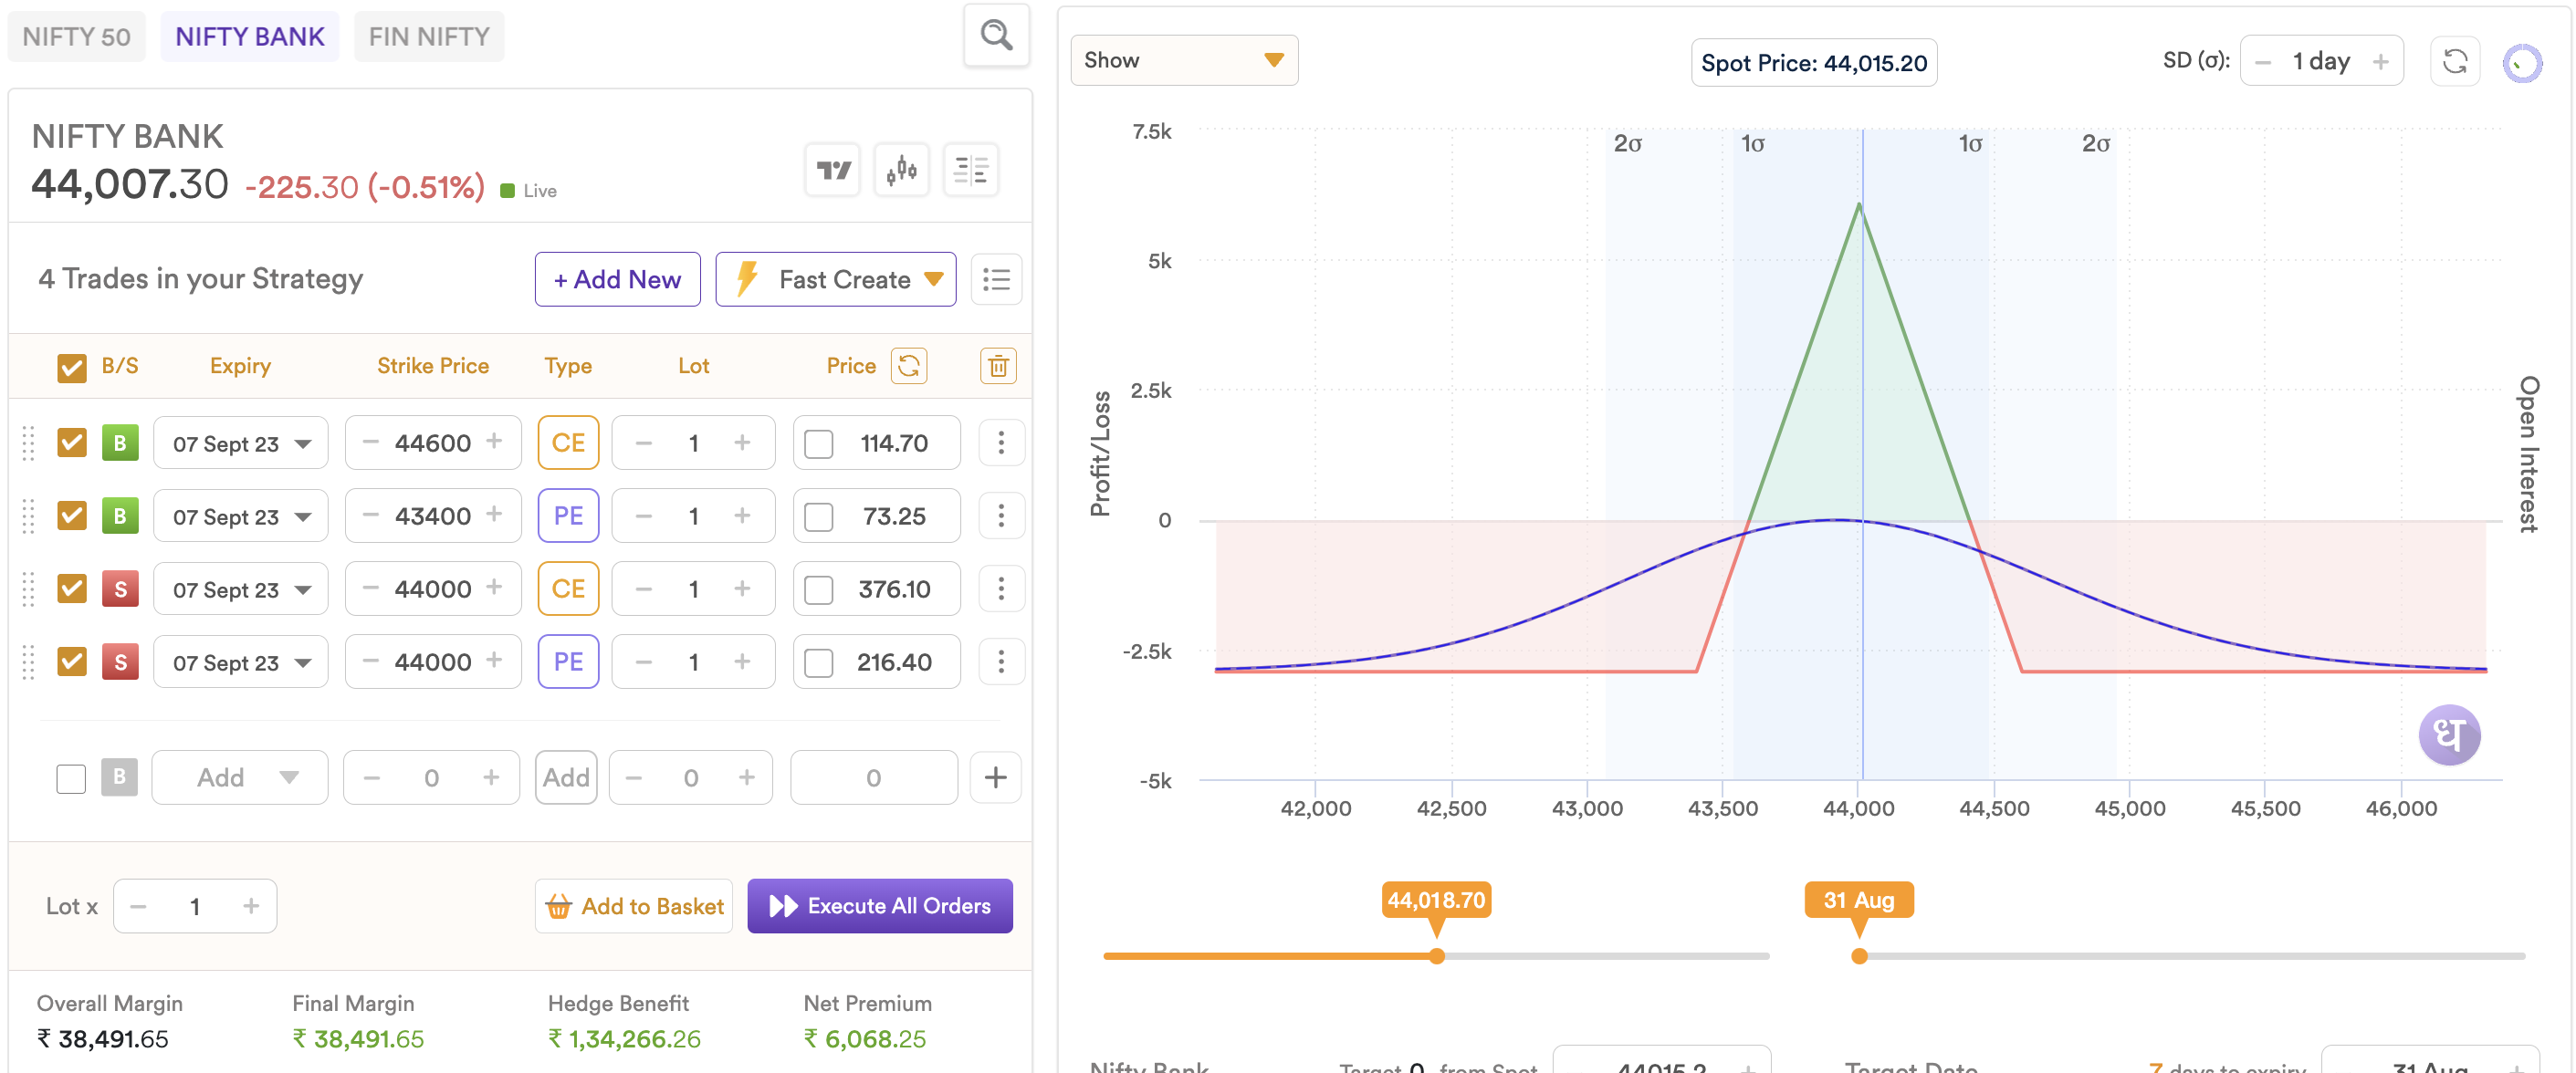 NIFTY 50 NIFTY BANK FIN NIFTY
NIFTY BANK
44,007.30 -225.30 (-0.51%) Live
4 Trades in your Strategy + Add New Fast Create
B/S Expiry Strike Price Type Lot Price
B 07 Sept 23 − 44600 + CE − 1 + 114.70
B 07 Sept 23 − 43400 + PE − 1 + 73.25
S 07 Sept 23 − 44000 + CE − 1 + 376.10
S 07 Sept 23 − 44000 + PE − 1 + 216.40
B Add − 0 + Add − 0 + 0 +
Lot x − 1 + Add to Basket Execute All Orders
Overall Margin Final Margin Hedge Benefit Net Premium
₹ 38,491.65 ₹ 38,491.65 ₹ 1,34,266.26 ₹ 6,068.25
Show Spot Price: 44,015.20 SD (σ): − 1 day +
2σ 1σ 1σ 2σ
7.5k
5k
2.5k
0
-2.5k
-5k
Profit/Loss
Open Interest
ध
42,000 42,500 43,000 43,500 44,000 44,500 45,000 45,500 46,000
44,018.70 31 Aug
Nifty Bank Target 0 from Spot 44015.2 + Target Date 7 days to expiry 31 Aug +